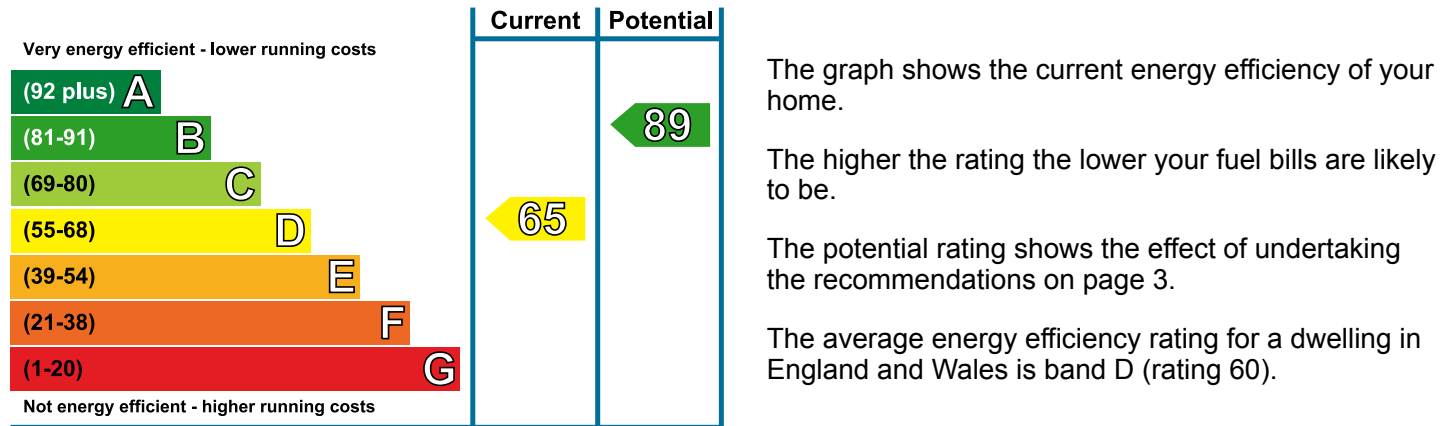 Current Potential
Very energy efficient - lower running costs
(92 plus) A
(81-91) B
89
(69-80) C
(55-68) D
65
(39-54) E
(21-38) F
(1-20) G
Not energy efficient - higher running costs
The graph shows the current energy efficiency of your
home.
The higher the rating the lower your fuel bills are likely
to be.
The potential rating shows the effect of undertaking
the recommendations on page 3.
The average energy efficiency rating for a dwelling in
England and Wales is band D (rating 60).